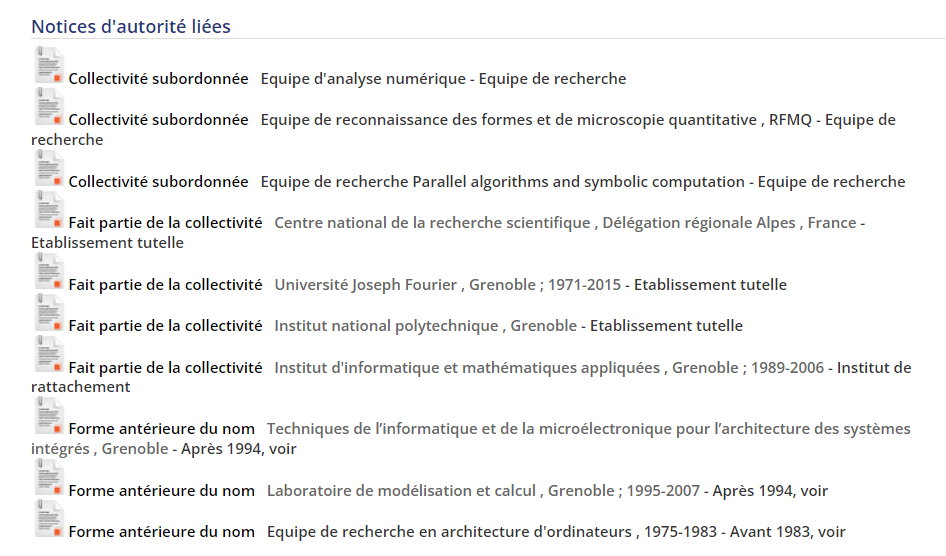 Notices d'autorité liées
Collectivité subordonnée Equipe d'analyse numérique - Equipe de recherche
Collectivité subordonnée Equipe de reconnaissance des formes et de microscopie quantitative , RFMQ - Equipe de
recherche
Collectivité subordonnée Equipe de recherche Parallel algorithms and symbolic computation - Equipe de recherche
Fait partie de la collectivité Centre national de la recherche scientifique , Délégation régionale Alpes , France -
Etablissement tutelle
Fait partie de la collectivité Université Joseph Fourier , Grenoble ; 1971-2015 - Etablissement tutelle
Fait partie de la collectivité Institut national polytechnique , Grenoble - Etablissement tutelle
Fait partie de la collectivité Institut d'informatique et mathématiques appliquées , Grenoble ; 1989-2006 - Institut de
rattachement
Forme antérieure du nom Techniques de l’informatique et de la microélectronique pour l’architecture des systèmes
intégrés , Grenoble - Après 1994, voir
Forme antérieure du nom Laboratoire de modélisation et calcul , Grenoble ; 1995-2007 - Après 1994, voir
Forme antérieure du nom Equipe de recherche en architecture d'ordinateurs , 1975-1983 - Avant 1983, voir